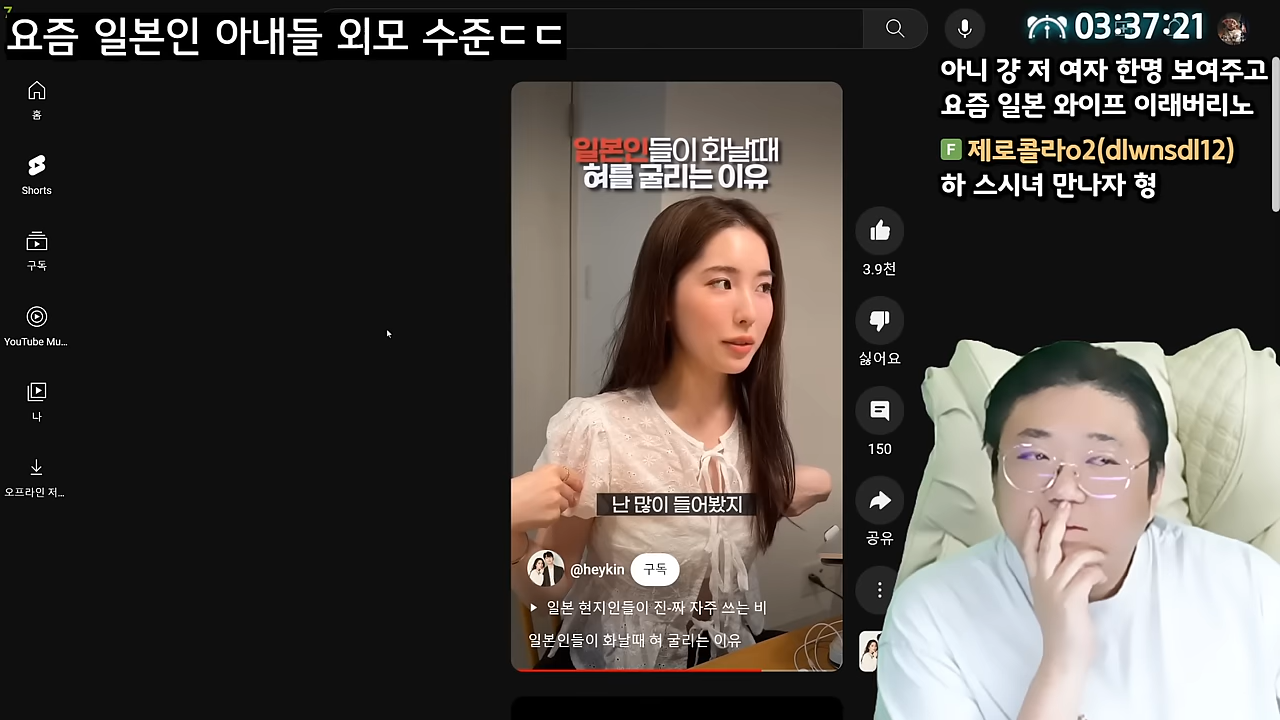 요즘 일본인 아내들 외모 수준ㄷㄷ
03:37:21
아니 걍 저 여자 한명 보여주고
요즘 일본 와이프 이래버리노
F 제로콜라o2(dlwnsdl12)
하 스시녀 만나자 형
홈
Shorts
구독
YouTube Mu...
나
오프라인 저...
일본인들이 화날때
혀를 굴리는 이유
난 많이 들어봤지
@heykin 구독
일본 현지인들이 진-짜 자주 쓰는 비
일본인들이 화날때 혀 굴리는 이유
3.9천
싫어요
150
공유